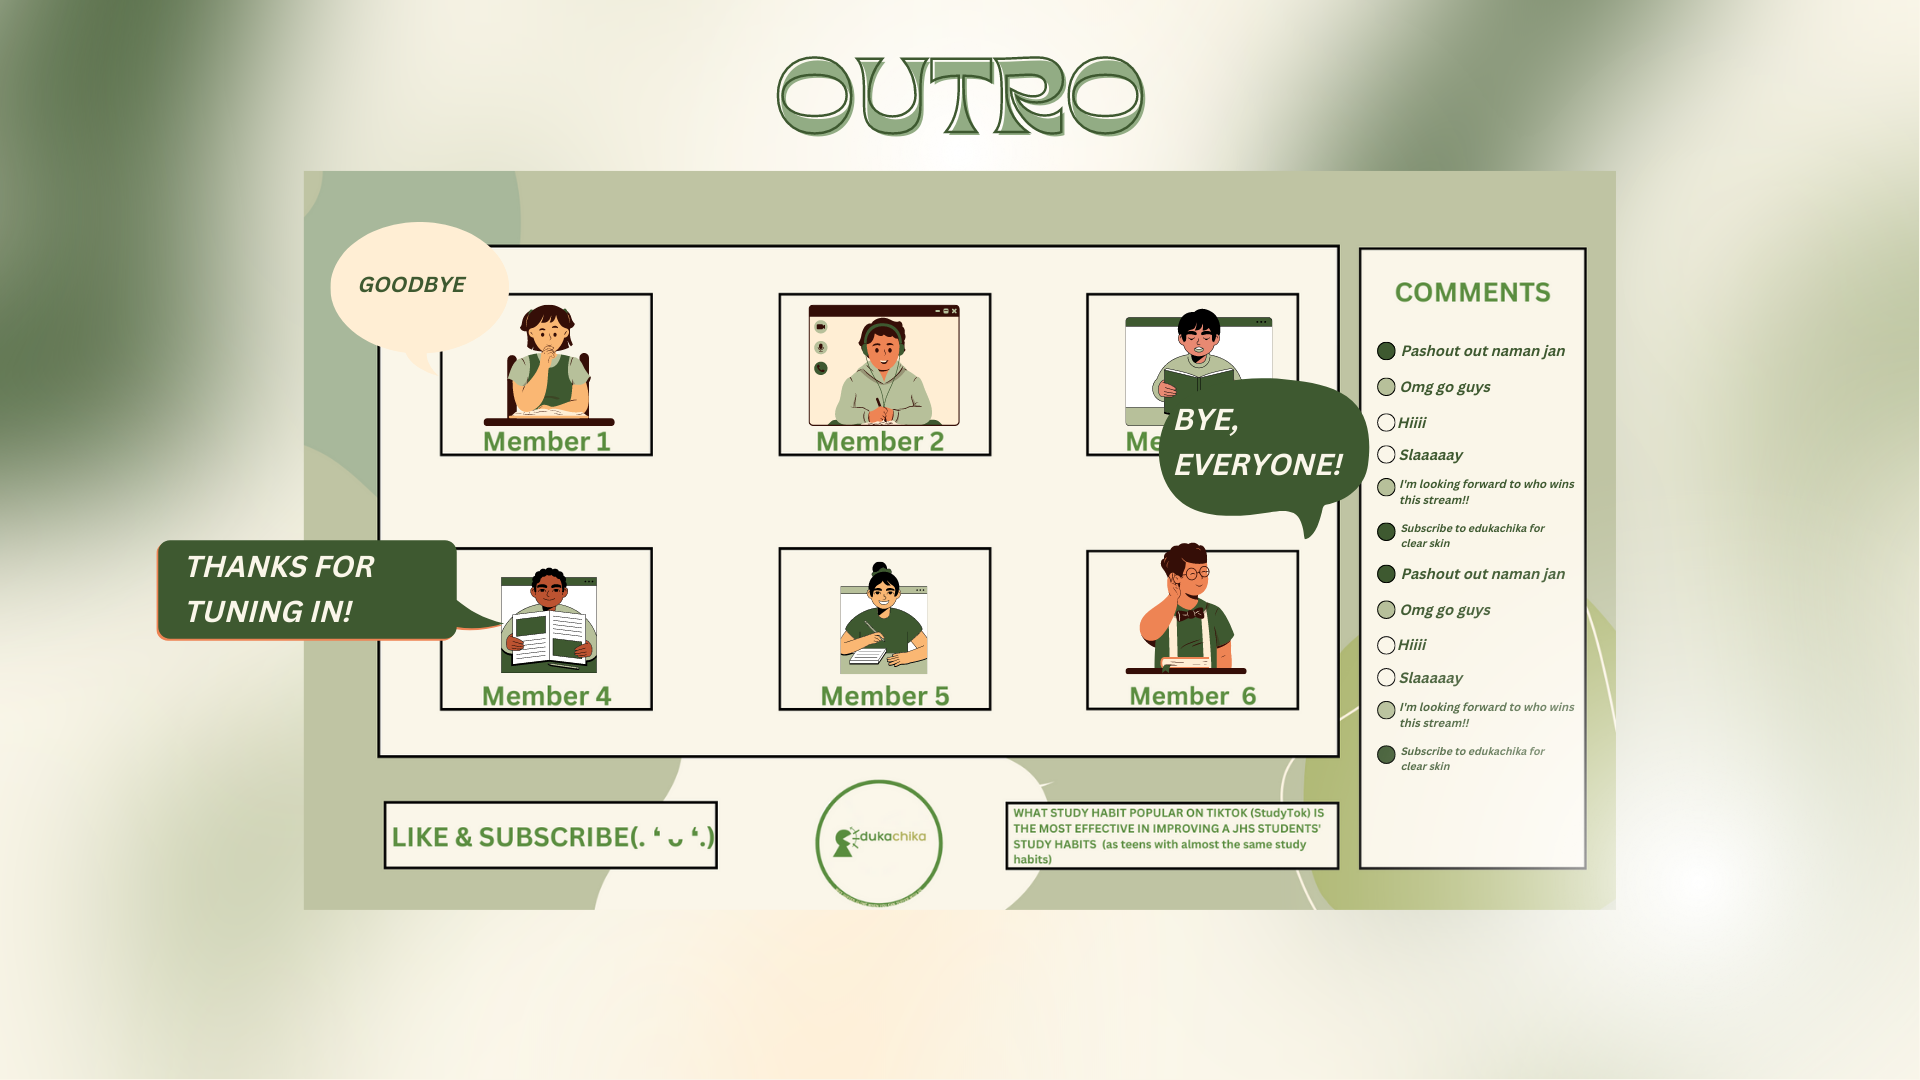 OUTRO
GOODBYE
Member 1
Member 2
Me
BYE,
EVERYONE!
THANKS FOR
TUNING IN!
Member 4
Member 5
Member 6
COMMENTS
Pashout out naman jan
Omg go guys
Hiiii
Slaaaaay
I'm looking forward to who wins
this stream!!
Subscribe to edukachika for
clear skin
Pashout out naman jan
Omg go guys
Hiiii
Slaaaaay
I'm looking forward to who wins
this stream!!
Subscribe to edukachika for
clear skin
LIKE & SUBSCRIBE(. ❛ ᴗ ❛.)
dukachika
WHAT STUDY HABIT POPULAR ON TIKTOK (StudyTok) IS
THE MOST EFFECTIVE IN IMPROVING A JHS STUDENTS'
STUDY HABITS (as teens with almost the same study
habits)